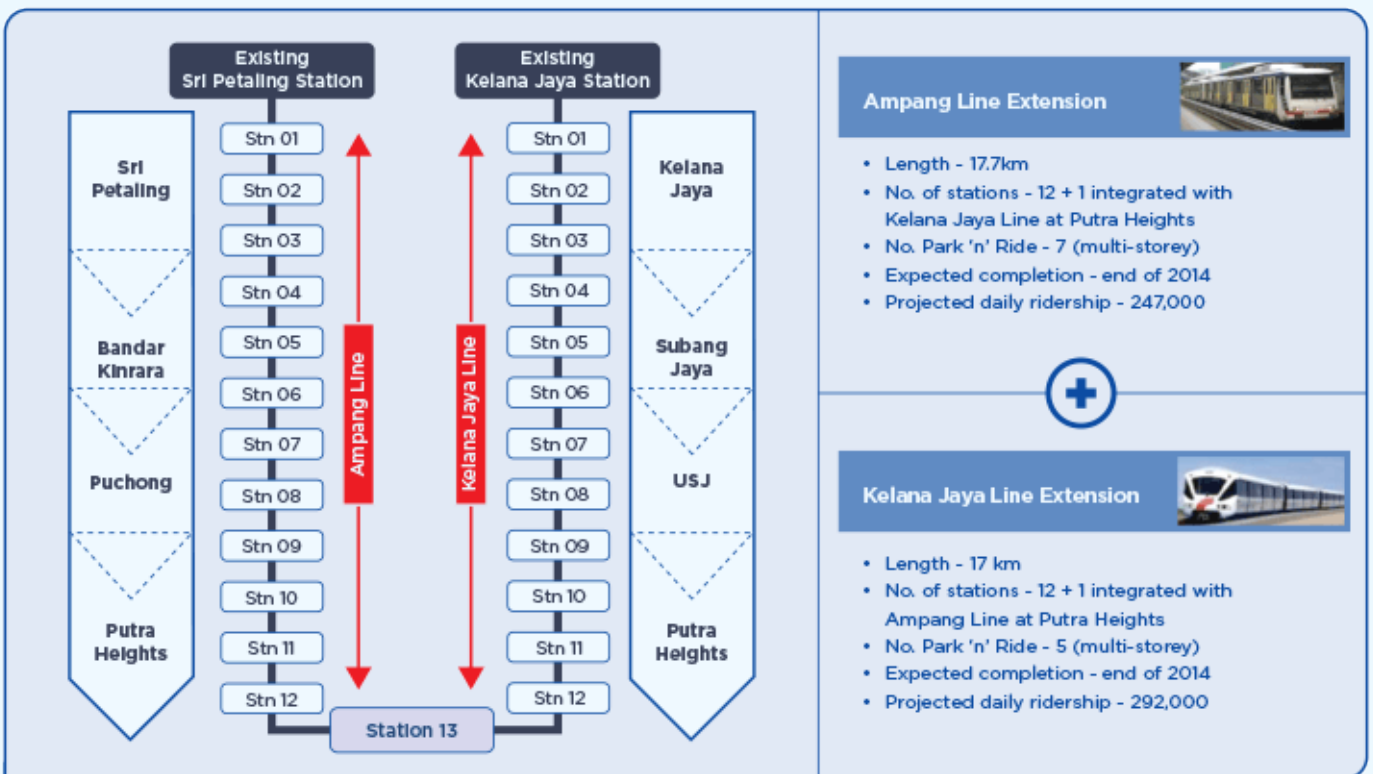 Existing
Sri Petaling Station
Existing
Kelana Jaya Station
Sri
Petaling
Bandar
Kinrara
Puchong
Putra
Heights
Stn 01
Stn 02
Stn 03
Stn 04
Stn 05
Stn 06
Stn 07
Stn 08
Stn 09
Stn 10
Stn 11
Stn 12
Ampang Line
Kelana Jaya Line
Stn 01
Stn 02
Stn 03
Stn 04
Stn 05
Stn 06
Stn 07
Stn 08
Stn 09
Stn 10
Stn 11
Stn 12
Kelana
Jaya
Subang
Jaya
USJ
Putra
Heights
Station 13
Ampang Line Extension
• Length - 17.7km
• No. of stations - 12 + 1 integrated with
Kelana Jaya Line at Putra Heights
• No. Park 'n' Ride - 7 (multi-storey)
• Expected completion - end of 2014
• Projected daily ridership - 247,000
Kelana Jaya Line Extension
• Length - 17 km
• No. of stations - 12 + 1 integrated with
Ampang Line at Putra Heights
• No. Park 'n' Ride - 5 (multi-storey)
• Expected completion - end of 2014
• Projected daily ridership - 292,000